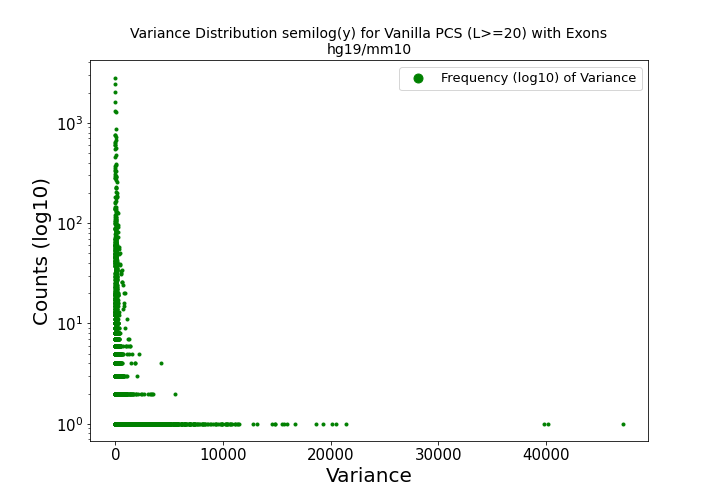 Variance Distribution semilog(y) for Vanilla PCS (L>=20) with Exons
hg19/mm10
Frequency (log10) of Variance
Counts (log10)
10³
10²
10¹
10⁰
0 10000 20000 30000 40000
Variance